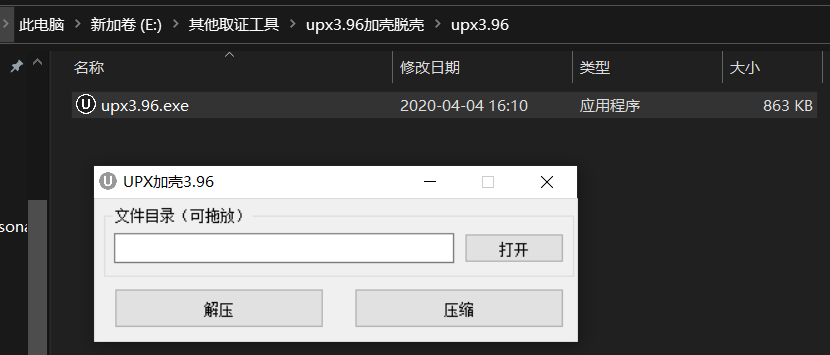 此电脑 > 新加卷 (E:) > 其他取证工具 > upx3.96加壳脱壳 > upx3.96
名称 修改日期 类型 大小
upx3.96.exe 2020-04-04 16:10 应用程序 863 KB
UPX加壳3.96
文件目录（可拖放）
sona
打开
解压 压缩